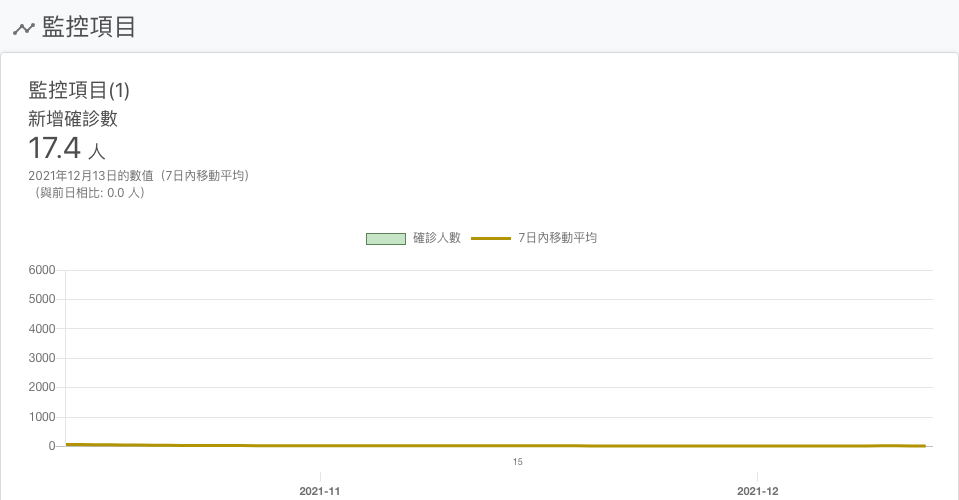 監控項目
監控項目(1)
新增確診數
17.4 人
2021年12月13日的數值（7日內移動平均）
（與前日相比: 0.0 人）
確診人數 7日內移動平均
6000
5000
4000
3000
2000
1000
0
15
2021-11 2021-12